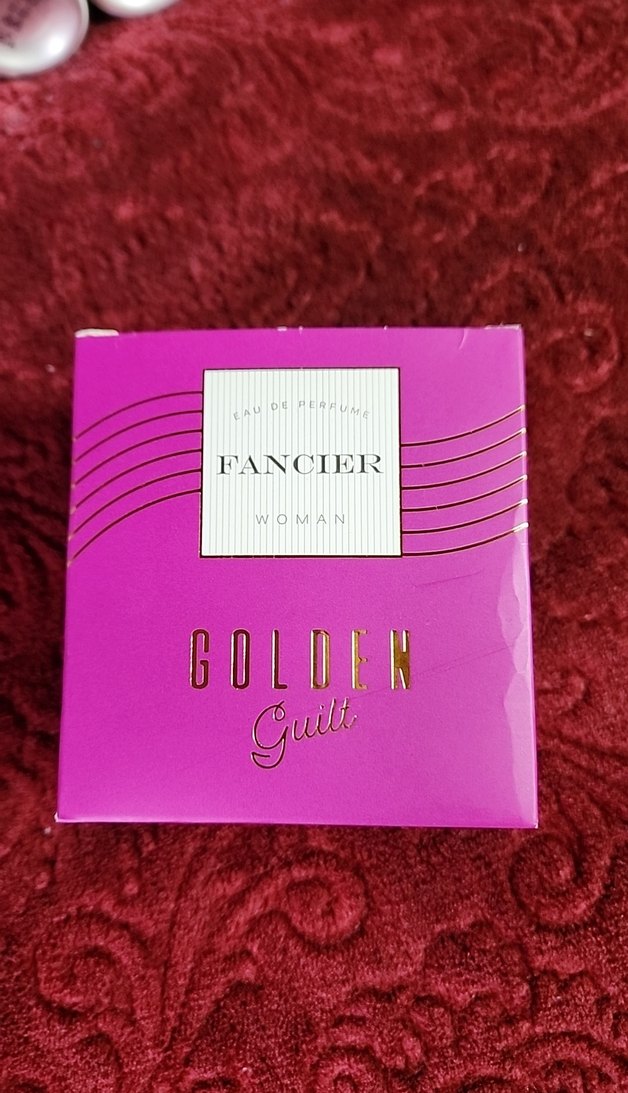 EAU DE PERFUME
FANCIER
WOMAN
GOLDEN
Guilt